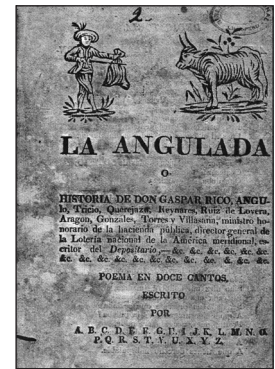 2
LA ANGULADA
O
HISTORIA DE DON GASPAR RICO, ANGU-
lo, Tricio, Querejazu, Reynares, Ruiz de Lovera,
Aragon, Gonzales, Torres y Villasana, ministro ho-
norario de la hacienda pública, director general de
la Lotería nacional de la América meridional, es-
critor del Depositario,— &c. &c. &c. &c. &c.
&c. &c. &c. &c. &c. &c. &c. &c. &. &c. &c.
POEMA EN DOCE CANTOS.
ESCRITO
POR
A. B. C. D. E. F. G. H. I J. K. L. M. N.
P. Q. R. S. T. V. U. X. Y. Z.